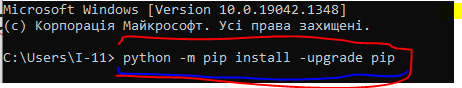 Microsoft Windows [Version 10.0.19042.1348]
(c) Корпорація Майкрософт. Усі права захищені.
C:\Users\I-11> python -m pip install -upgrade pip